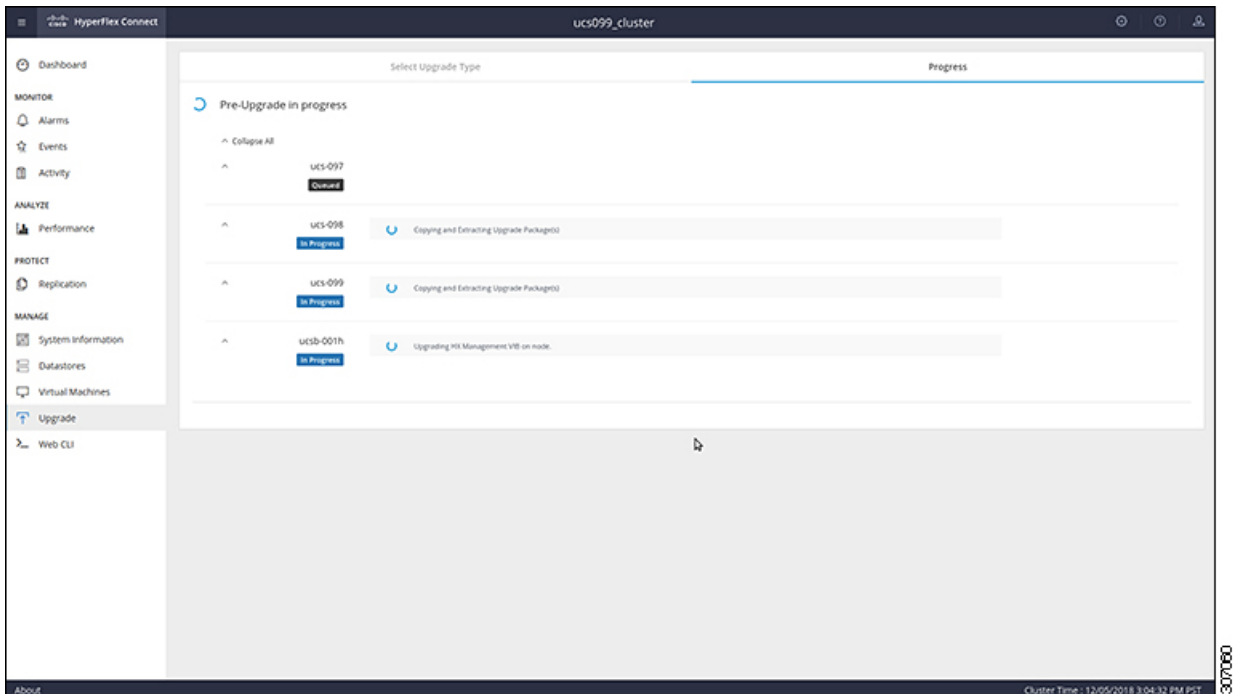 cisco HyperFlex Connect
ucs099_cluster
Dashboard
MONITOR
Alarms
Events
Activity
ANALYZE
Performance
PROTECT
Replication
MANAGE
System Information
Datastores
Virtual Machines
Upgrade
Web CLI
Select Upgrade Type
Progress
Pre-Upgrade in progress
Collapse All
ucs-097
Queued
ucs-098
In Progress
Copying and Extracting Upgrade Package(s)
ucs-099
In Progress
Copying and Extracting Upgrade Package(s)
ucsb-001h
In Progress
Upgrading HX Management VIB on node.
About
Cluster Time : 12/05/2018 3:04:32 PM PST
307060